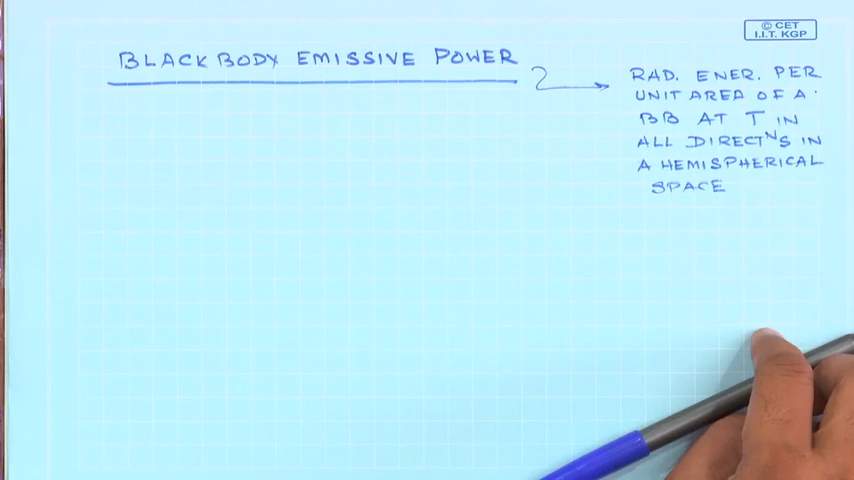 © CET
I.I.T. KGP
BLACKBODY EMISSIVE POWER
RAD. ENER. PER
UNIT AREA OF A
BB AT T IN
ALL DIRECTNS IN
A HEMISPHERICAL
SPACE